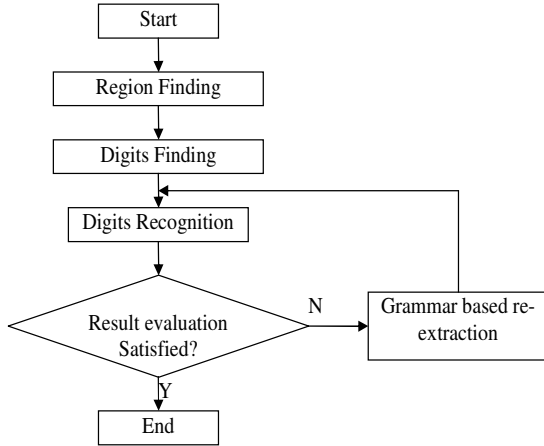 Start
Region Finding
Digits Finding
Digits Recognition
Result evaluation
Satisfied?
N
Grammar based re-
extraction
Y
End